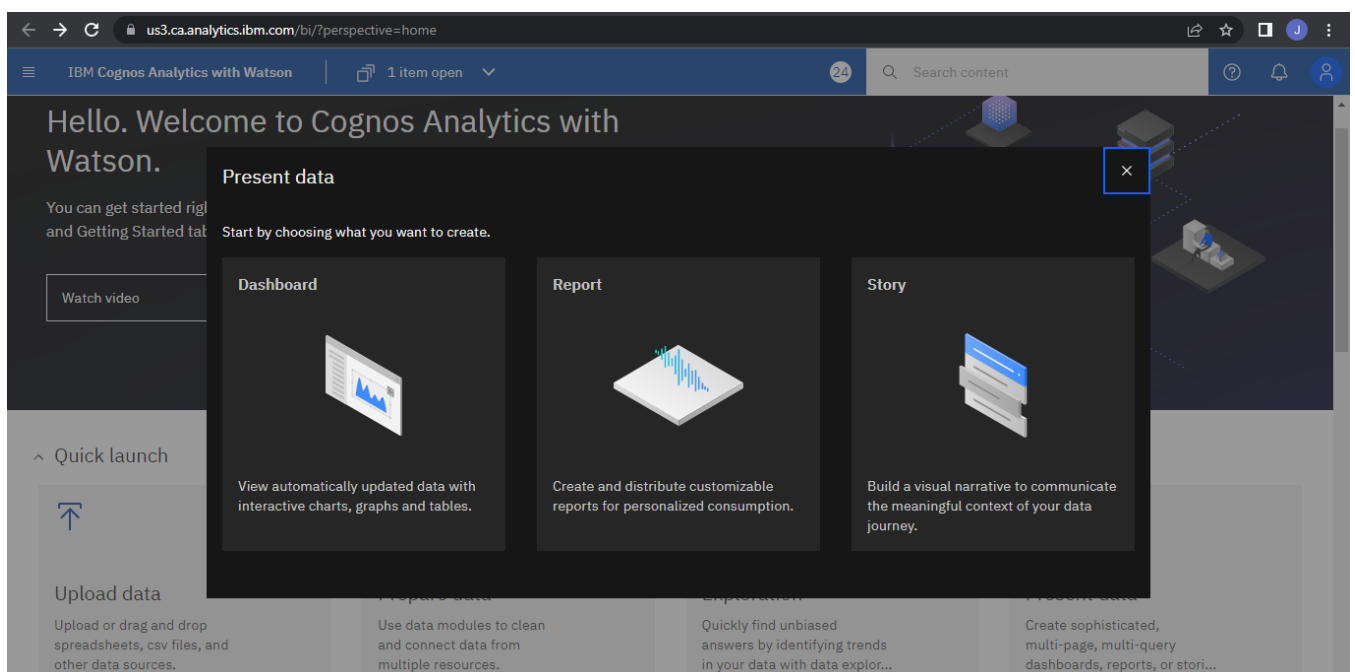 us3.ca.analytics.ibm.com/bi/?perspective=home
J
IBM Cognos Analytics with Watson
1 item open
24
Search content
Hello. Welcome to Cognos Analytics with
Watson.
You can get started rig
and Getting Started tab
Watch video
Present data
Start by choosing what you want to create.
Dashboard
View automatically updated data with
interactive charts, graphs and tables.
Report
Create and distribute customizable
reports for personalized consumption.
Story
Build a visual narrative to communicate
the meaningful context of your data
journey.
Quick launch
Upload data
Upload or drag and drop
spreadsheets, csv files, and
other data sources.
Prepare data
Use data modules to clean
and connect data from
multiple resources.
Exploration
Quickly find unbiased
answers by identifying trends
in your data with data explor...
Present data
Create sophisticated,
multi-page, multi-query
dashboards, reports, or stori...